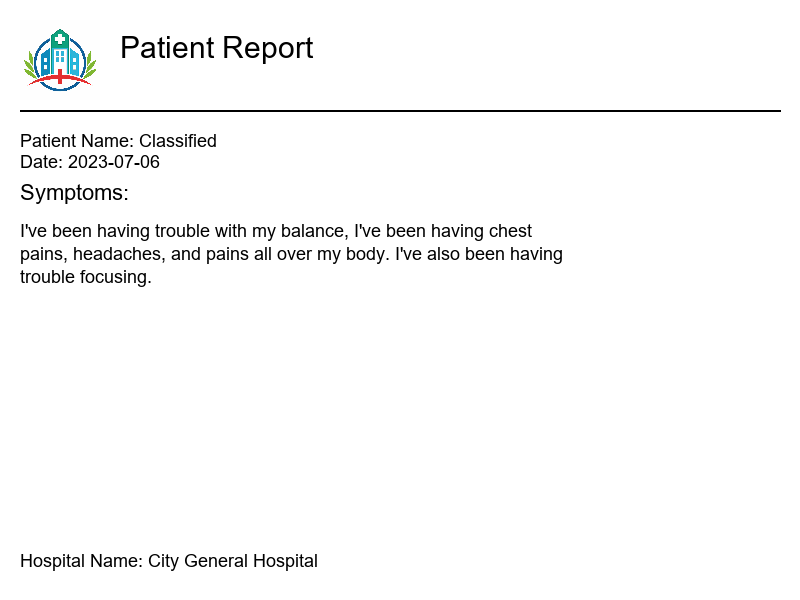 Patient Report
Patient Name: Classified
Date: 2023-07-06
Symptoms:
I've been having trouble with my balance, I've been having chest
pains, headaches, and pains all over my body. I've also been having
trouble focusing.
Hospital Name: City General Hospital